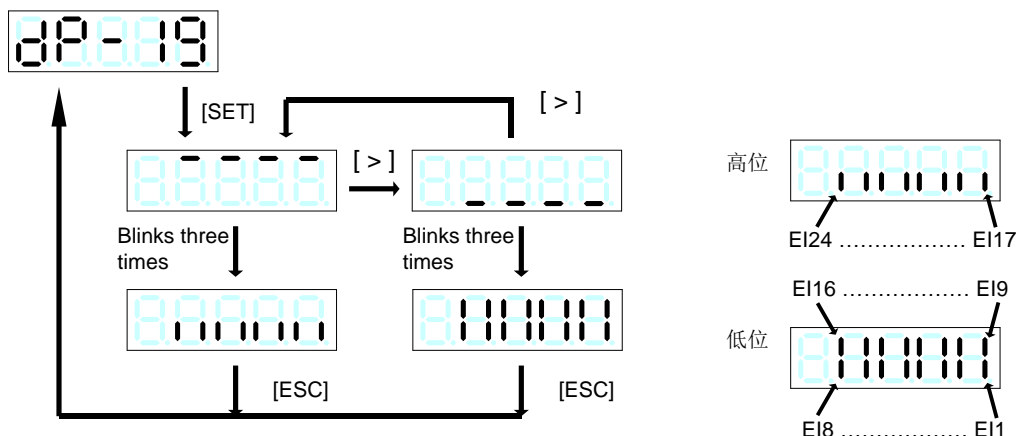 dP-19
[SET]
[ > ]
[ > ]
Blinks three
times
Blinks three
times
[ESC]
[ESC]
高位
EI24 ................... EI17
EI16 ................... EI9
低位
EI8 ................... EI1